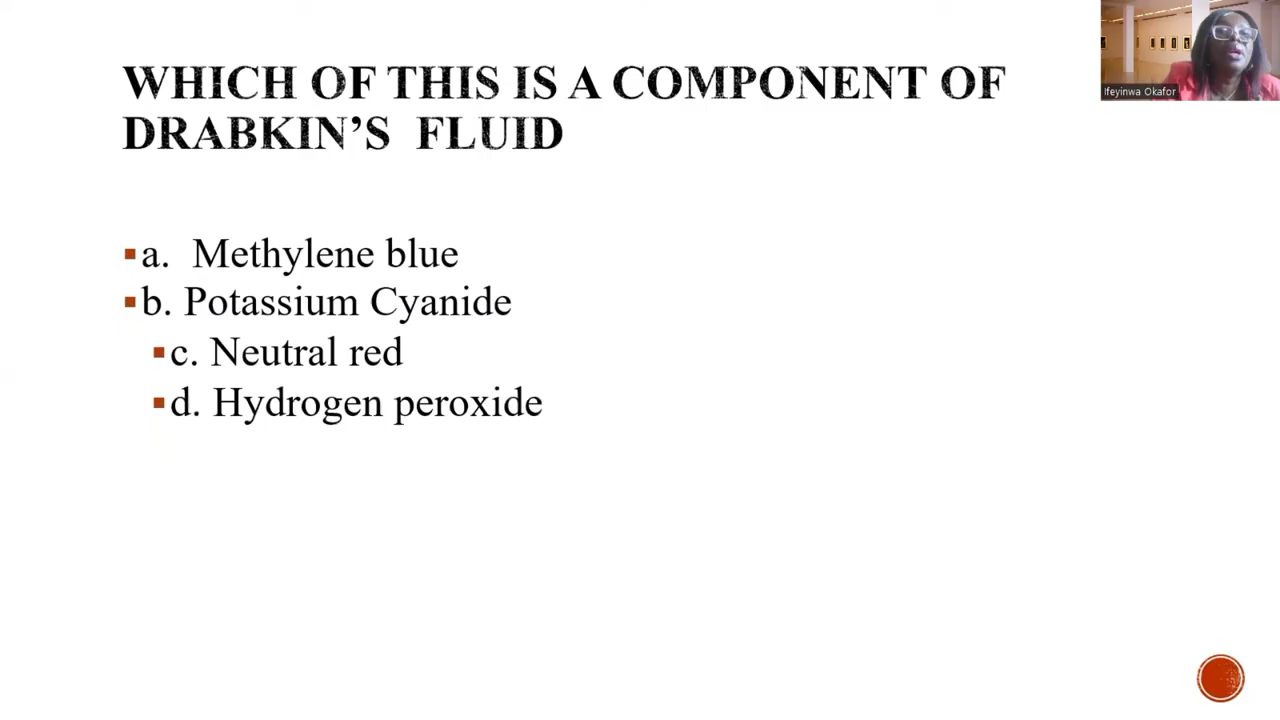 WHICH OF THIS IS A COMPONENT OF
DRABKIN'S FLUID
a. Methylene blue
b. Potassium Cyanide
c. Neutral red
d. Hydrogen peroxide
Ifeyinwa Okafor